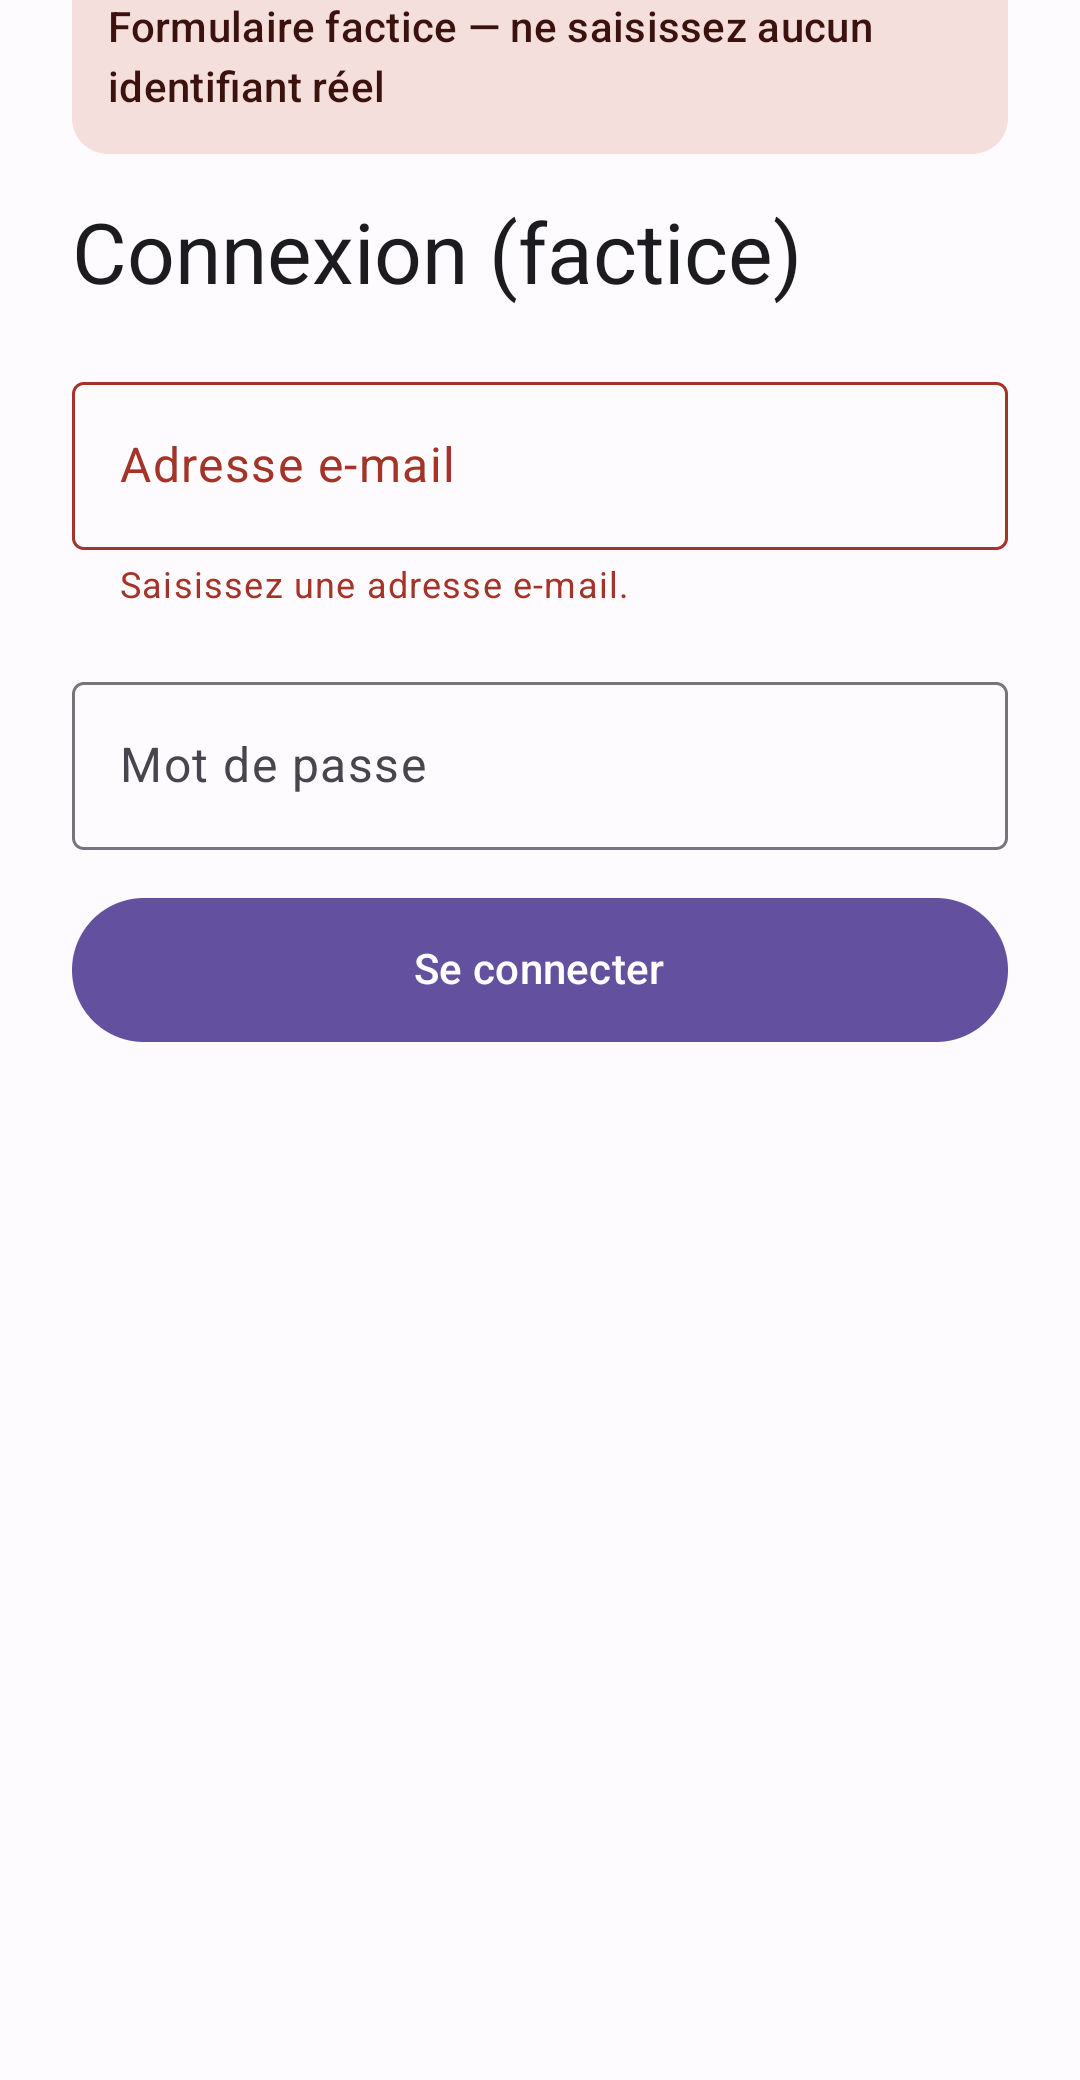 Formulaire factice — ne saisissez aucun
identifiant réel
Connexion (factice)
Adresse e-mail
Saisissez une adresse e-mail.
Mot de passe
Se connecter